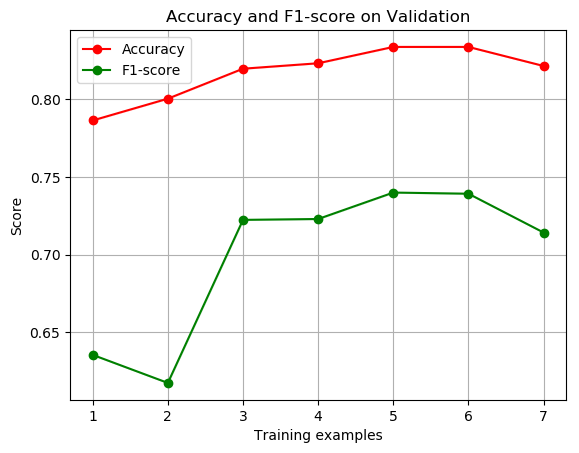 Accuracy and F1-score on Validation
Accuracy
F1-score
0.80
0.75
0.70
0.65
Score
1 2 3 4 5 6 7
Training examples